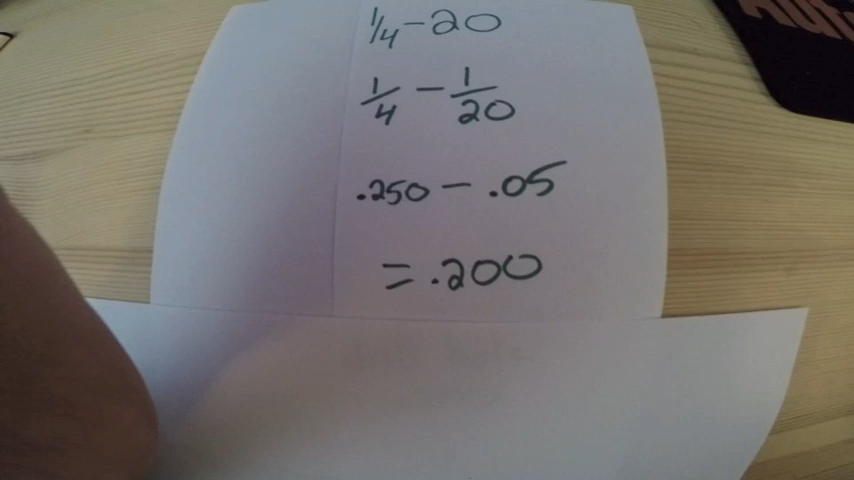 1/4-20
1/4 - 1/20
.250 - .05
= .200